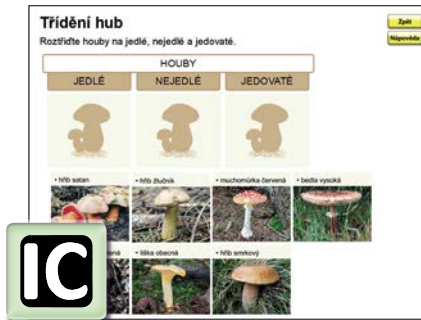 Třídění hub
Zpět
Roztřiďte houby na jedlé, nejedlé a jedovaté.
Nápověda
HOUBY
JEDLÉ NEJEDLÉ JEDOVATÉ
• hřib satan • hřib žlučník • muchomůrka červená • bedla vysoká
• liška obecná • hřib smrkový
IC